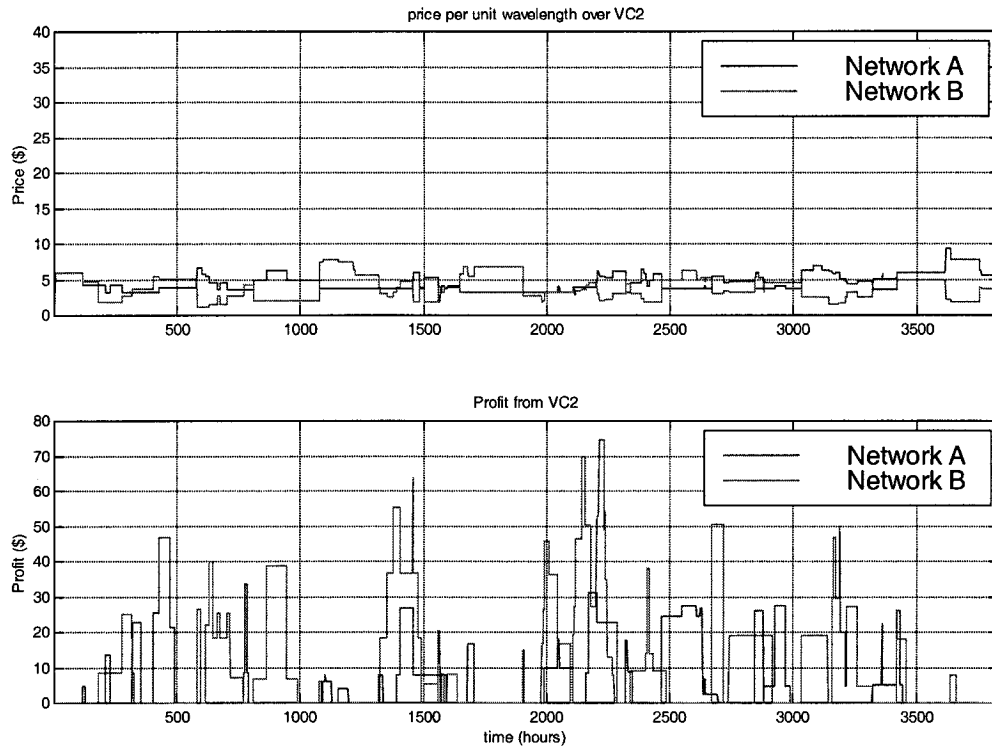 price per unit wavelength over VC2
40
35
30
25
20
15
10
5
0
Price ($)
500 1000 1500 2000 2500 3000 3500
Network A
Network B
Profit from VC2
80
70
60
50
40
30
20
10
0
Profit ($)
500 1000 1500 2000 2500 3000 3500
time (hours)
Network A
Network B